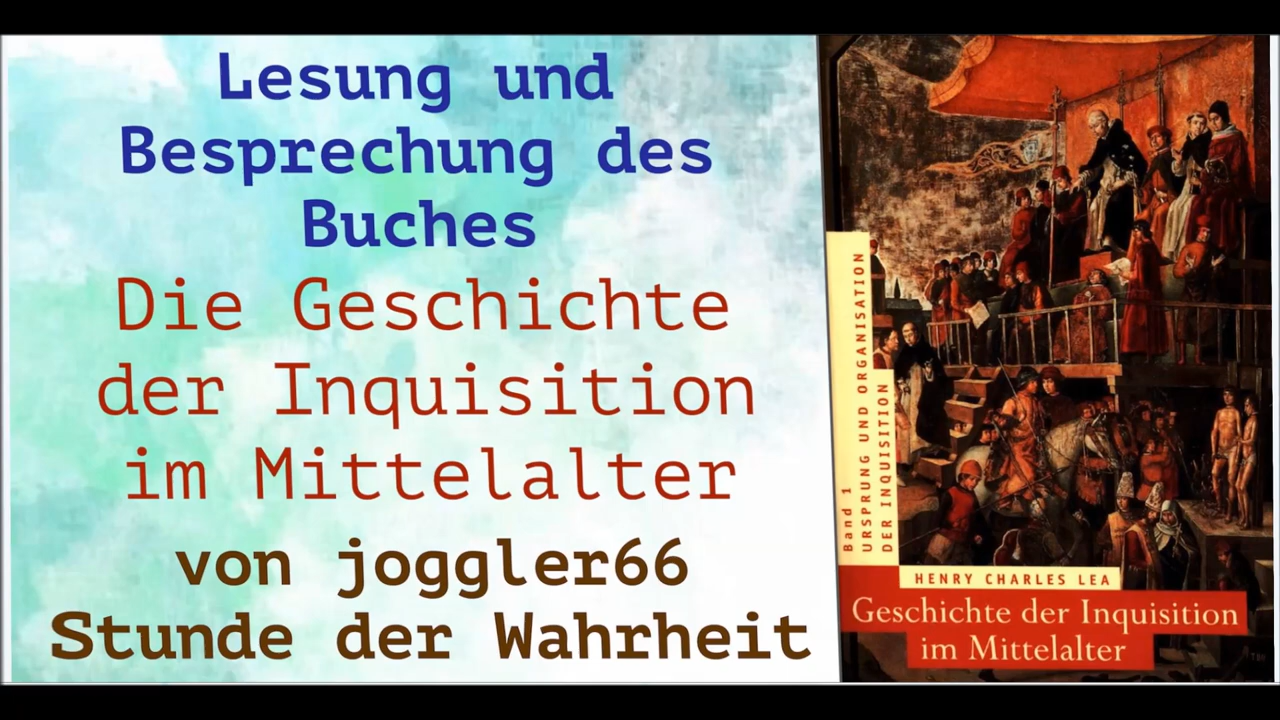 Lesung und
Besprechung des
Buches
Die Geschichte
der Inquisition
im Mittelalter
von joggler66
Stunde der Wahrheit
Band 1
URSPRUNG UND ORGANISATION
DER INQUISITION
HENRY CHARLES LEA
Geschichte der Inquisition
im Mittelalter